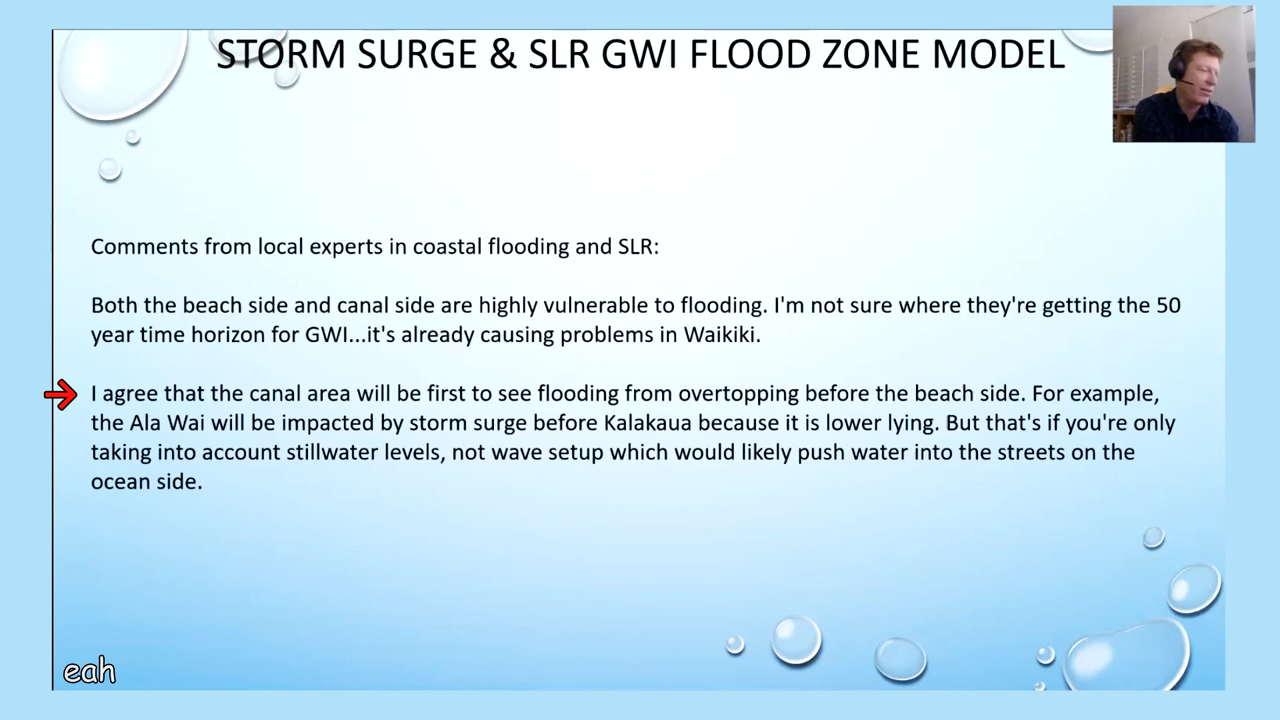 STORM SURGE & SLR GWI FLOOD ZONE MODEL
Comments from local experts in coastal flooding and SLR:
Both the beach side and canal side are highly vulnerable to flooding. I'm not sure where they're getting the 50
year time horizon for GWI...it's already causing problems in Waikiki.
I agree that the canal area will be first to see flooding from overtopping before the beach side. For example,
the Ala Wai will be impacted by storm surge before Kalakaua because it is lower lying. But that's if you're only
taking into account stillwater levels, not wave setup which would likely push water into the streets on the
ocean side.
eah